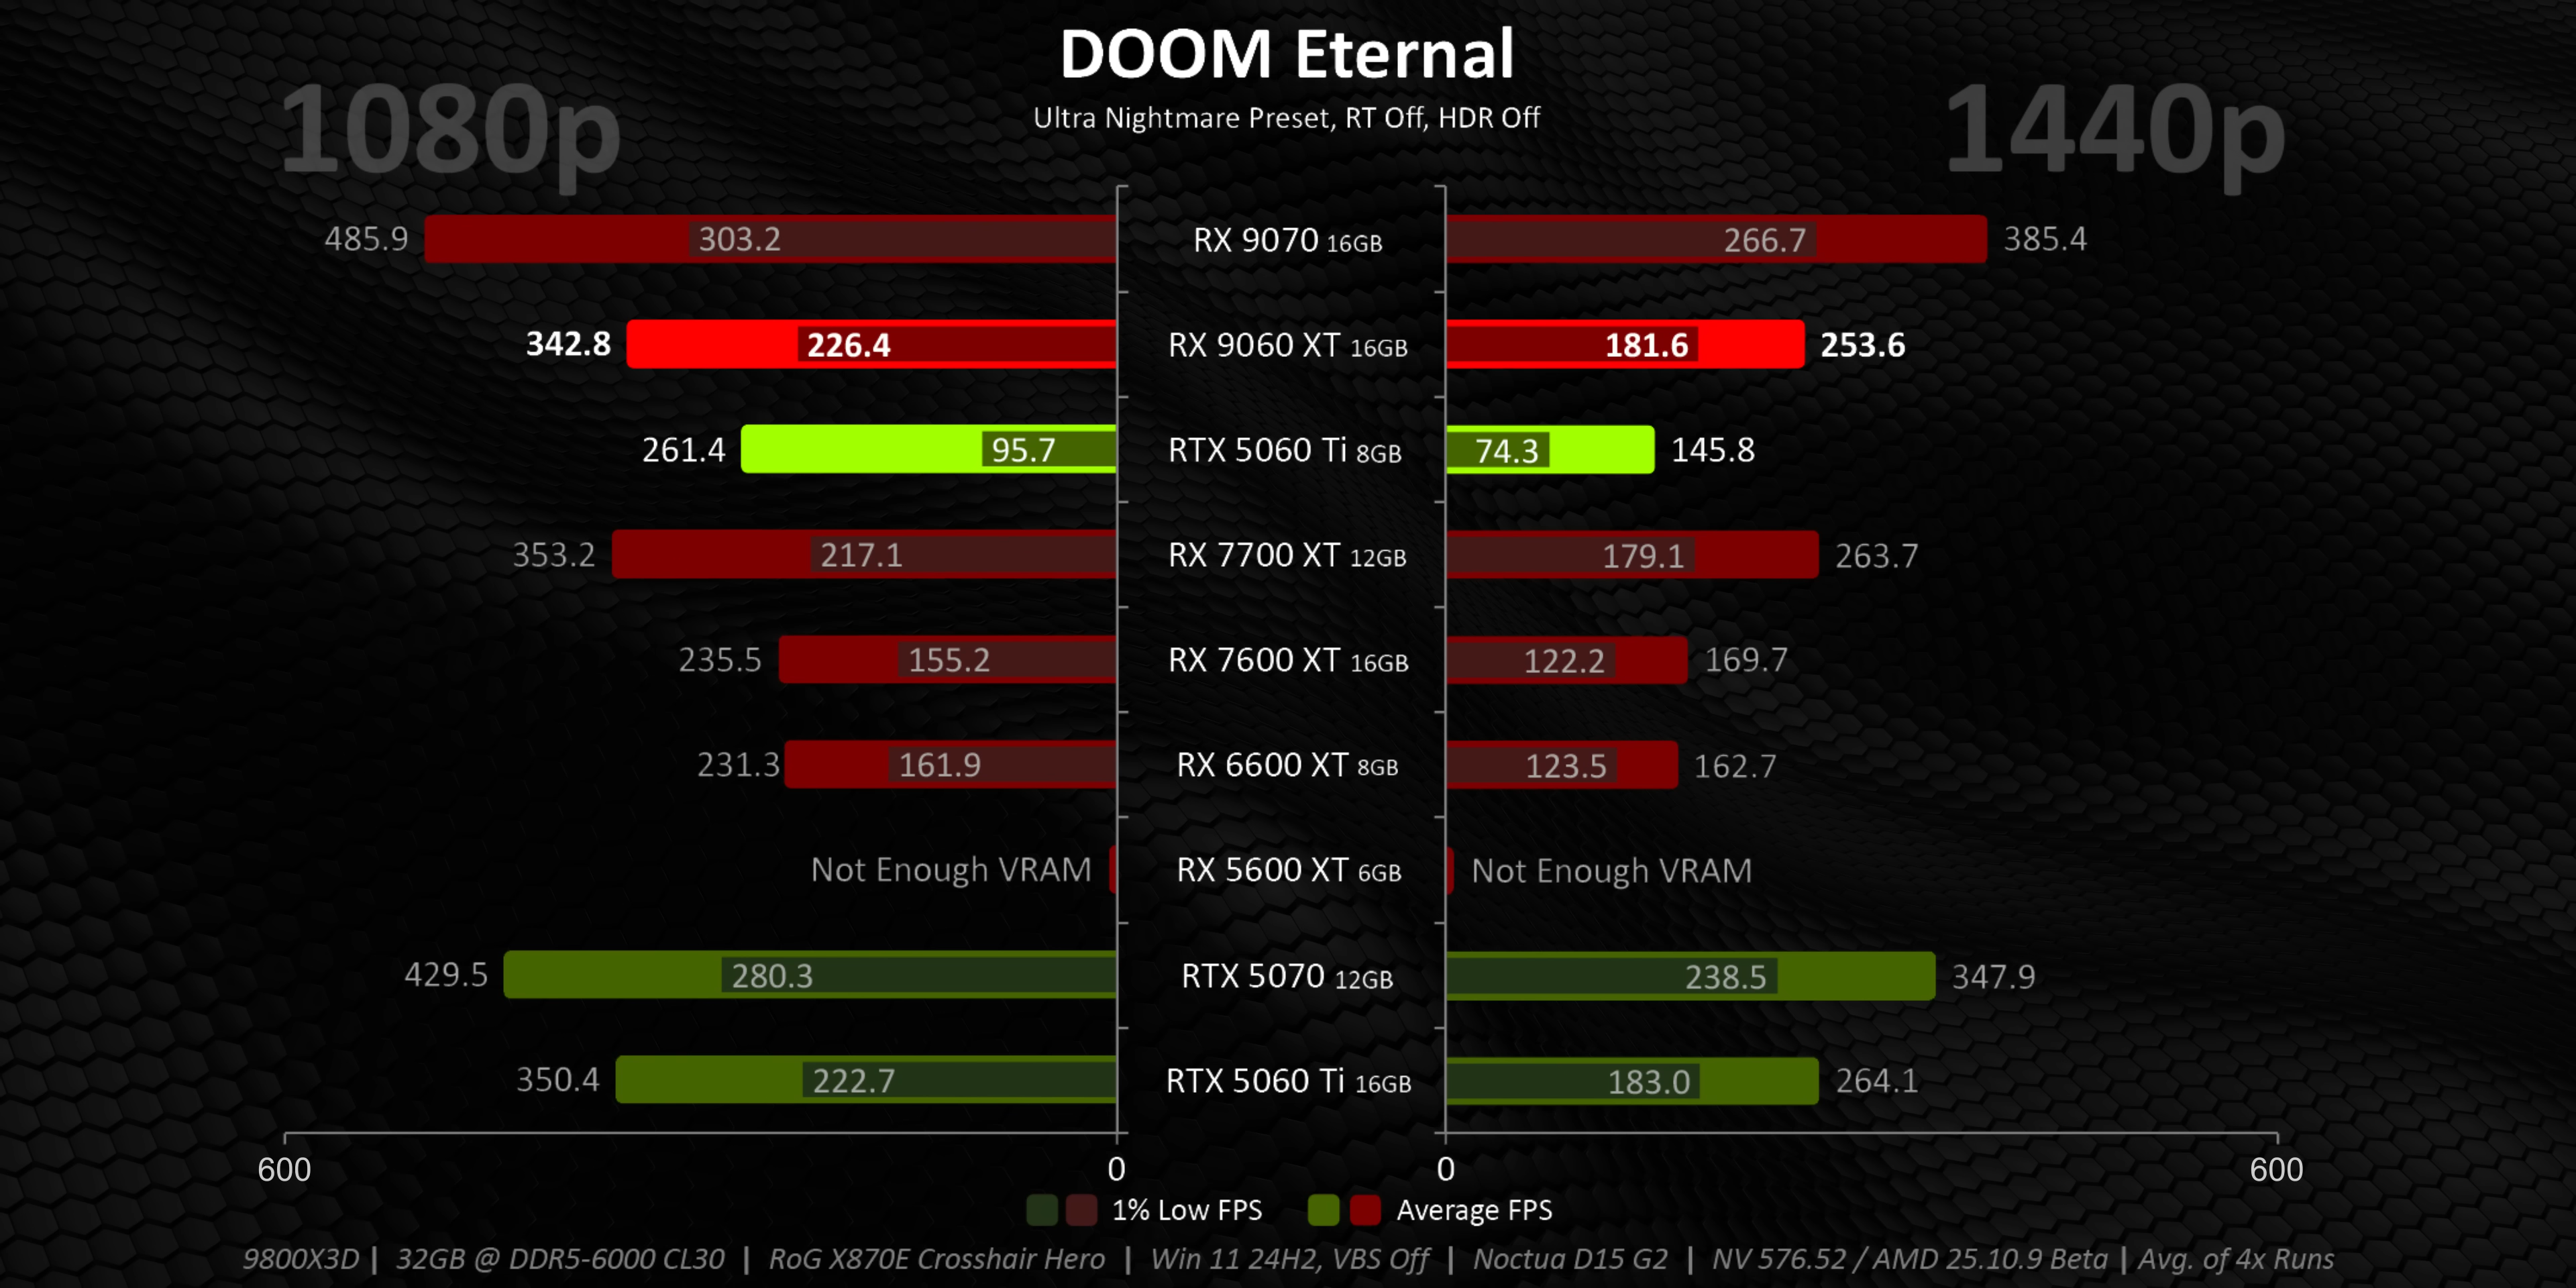 DOOM Eternal
Ultra Nightmare Preset, RT Off, HDR Off
1080p
1440p
485.9 303.2 RX 9070 16GB 266.7 385.4
342.8 226.4 RX 9060 XT 16GB 181.6 253.6
261.4 95.7 RTX 5060 Ti 8GB 74.3 145.8
353.2 217.1 RX 7700 XT 12GB 179.1 263.7
235.5 155.2 RX 7600 XT 16GB 122.2 169.7
231.3 161.9 RX 6600 XT 8GB 123.5 162.7
Not Enough VRAM RX 5600 XT 6GB Not Enough VRAM
429.5 280.3 RTX 5070 12GB 238.5 347.9
350.4 222.7 RTX 5060 Ti 16GB 183.0 264.1
600 0 0 600
1% Low FPS Average FPS
9800X3D | 32GB @ DDR5-6000 CL30 | RoG X870E Crosshair Hero | Win 11 24H2, VBS Off | Noctua D15 G2 | NV 576.52 / AMD 25.10.9 Beta | Avg. of 4x Runs